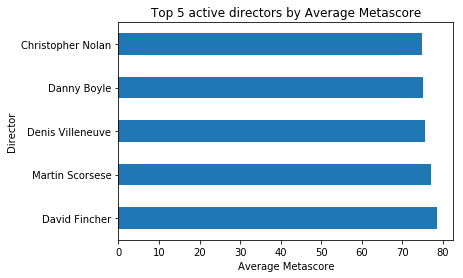 Top 5 active directors by Average Metascore
Christopher Nolan
Danny Boyle
Denis Villeneuve
Martin Scorsese
David Fincher
Director
0 10 20 30 40 50 60 70 80
Average Metascore